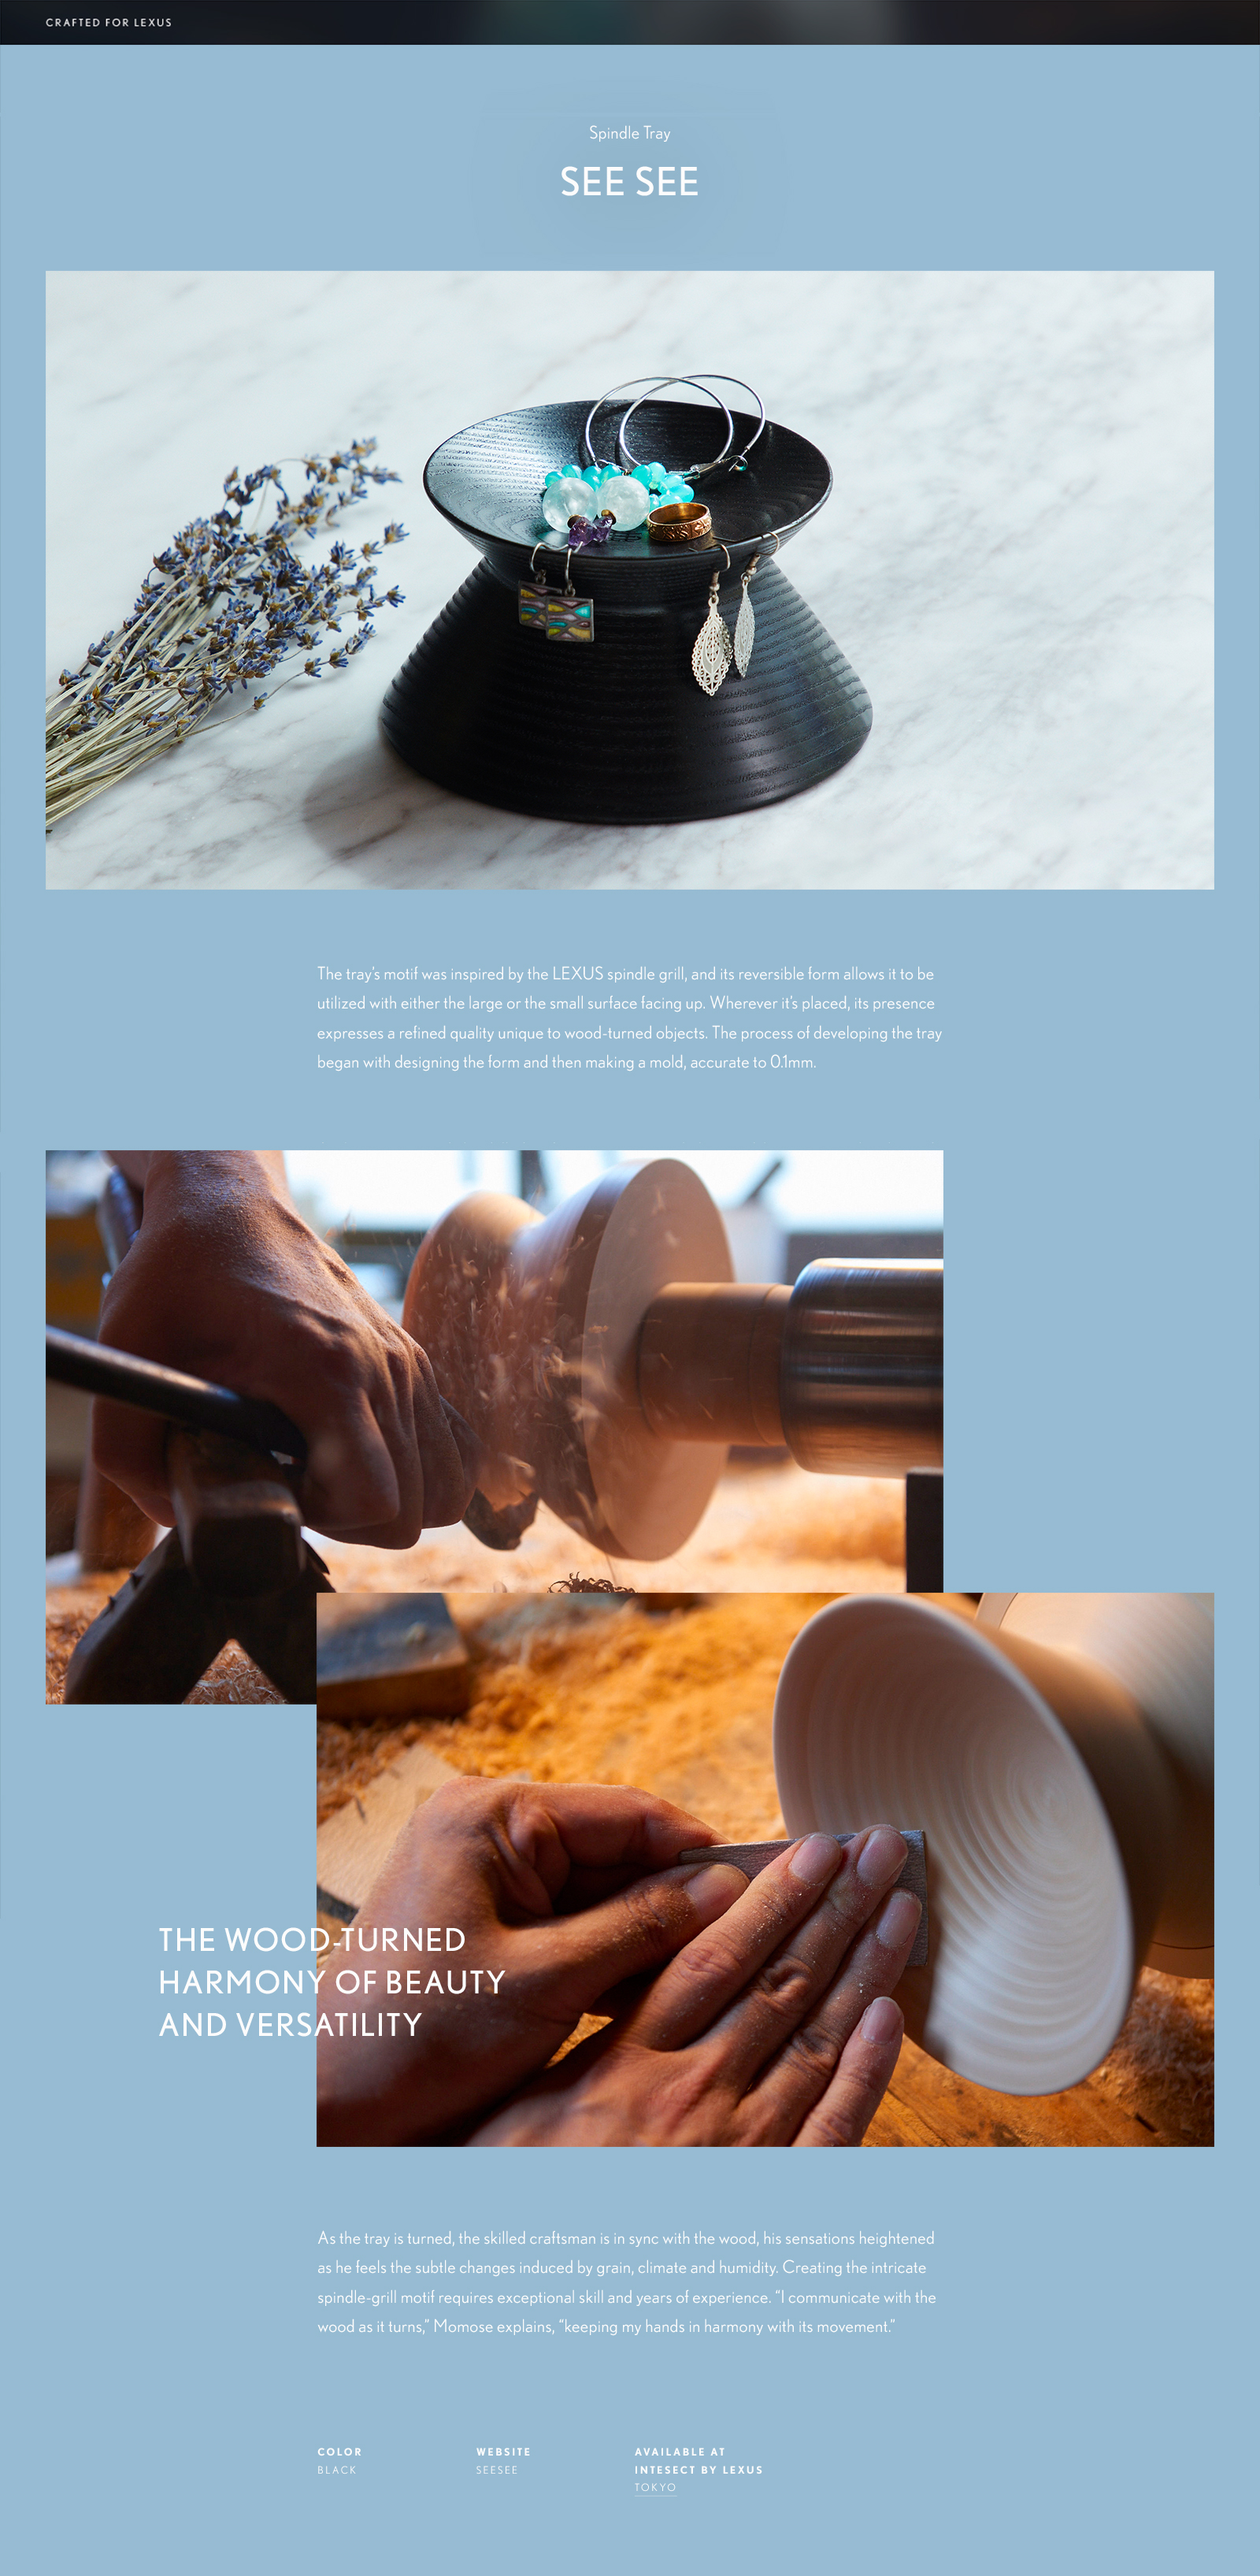 CRAFTED FOR LEXUS
Spindle Tray
SEE SEE
The tray's motif was inspired by the LEXUS spindle grill, and its reversible form allows it to be
utilized with either the large or the small surface facing up. Wherever it's placed, its presence
expresses a refined quality unique to wood-turned objects. The process of developing the tray
began with designing the form and then making a mold, accurate to 0.1mm.
THE WOOD-TURNED
HARMONY OF BEAUTY
AND VERSATILITY
As the tray is turned, the skilled craftsman is in sync with the wood, his sensations heightened
as he feels the subtle changes induced by grain, climate and humidity. Creating the intricate
spindle-grill motif requires exceptional skill and years of experience. “I communicate with the
wood as it turns,” Momose explains, “keeping my hands in harmony with its movement.”
COLOR
BLACK
WEBSITE
SEESEE
AVAILABLE AT
INTESECT BY LEXUS
TOKYO